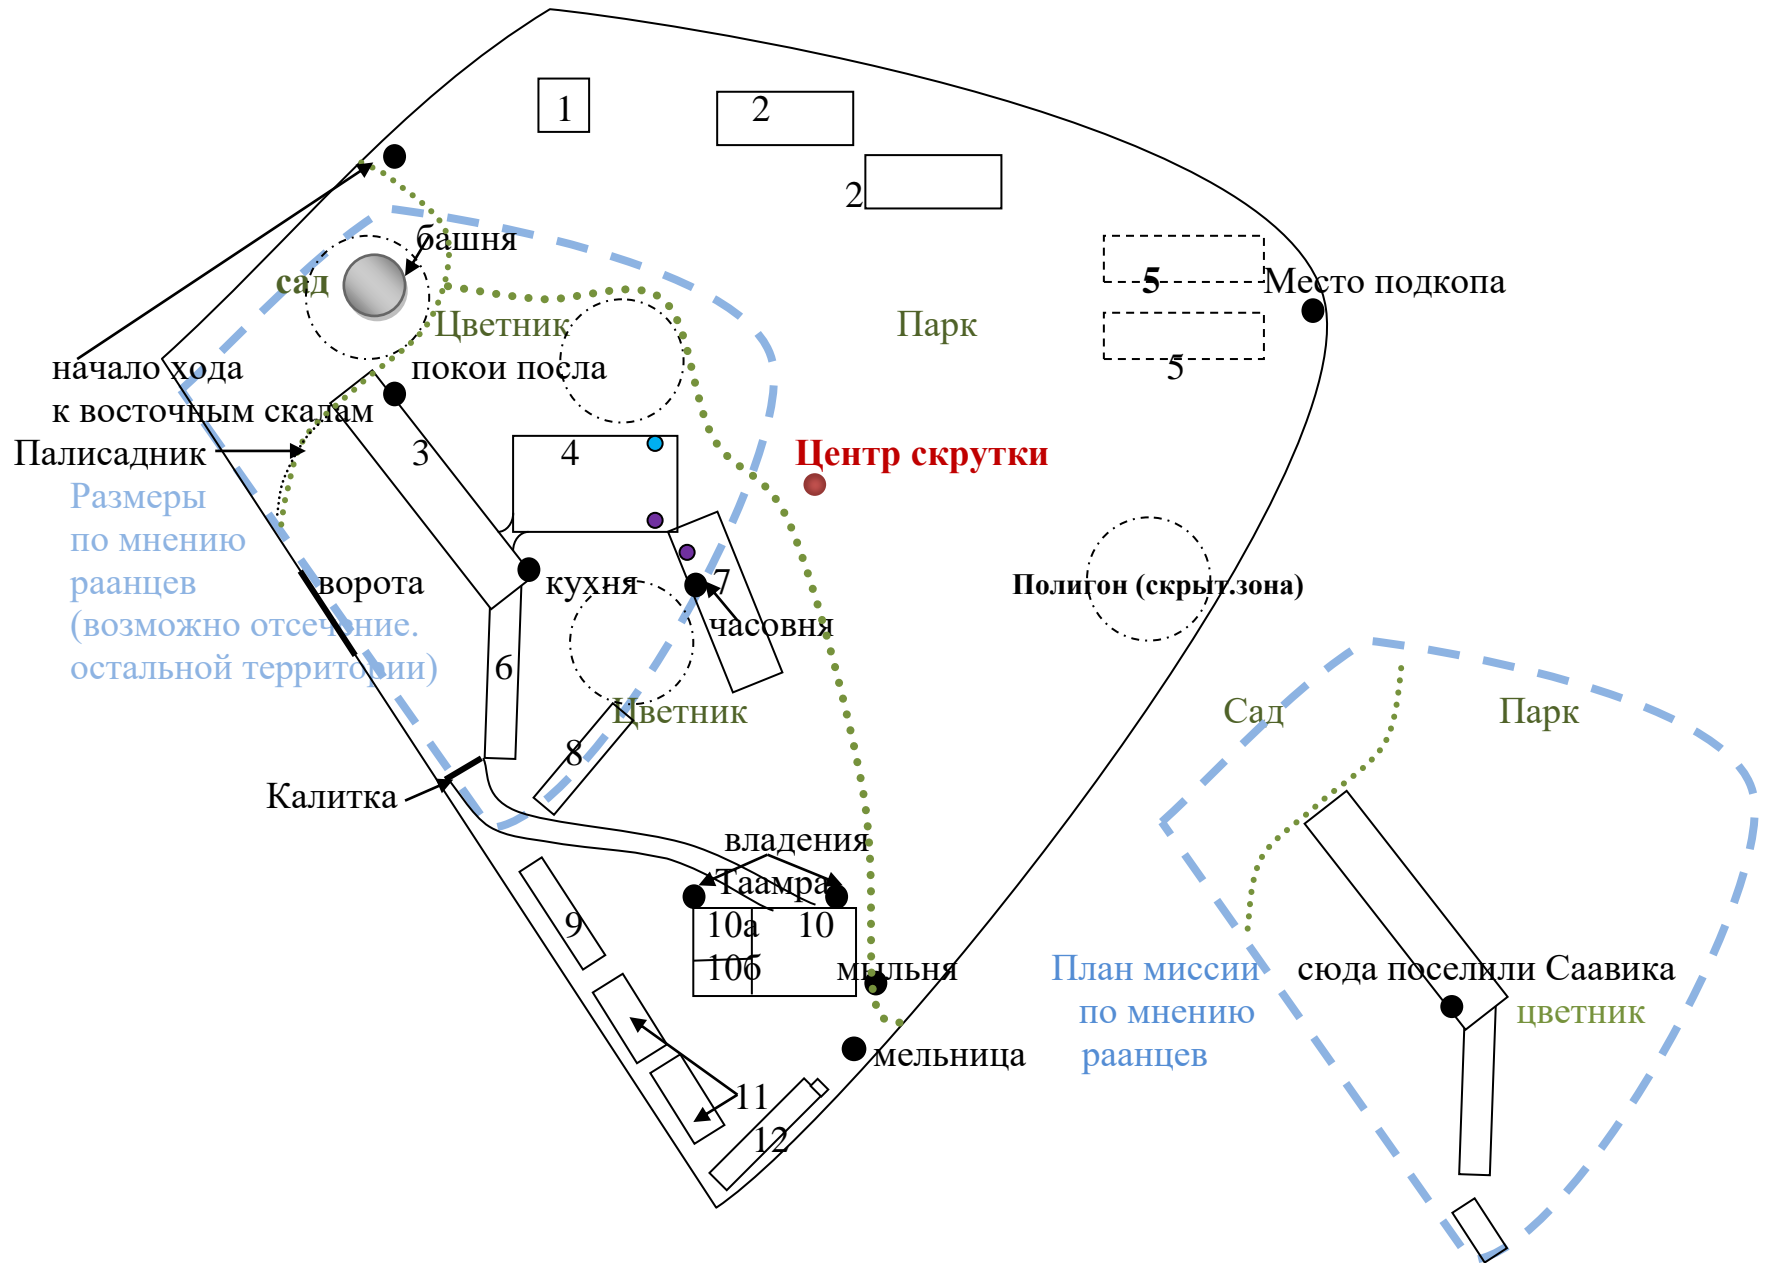 1
2
2
башня
сад
5
Место подкопа
Цветник
Парк
начало хода
покои посла
5
к восточным скалам
Палисадник
3
4
Центр скрутки
Размеры
по мнению
раанцев
ворота
кухня
7
Полигон (скрыт.зона)
(возможно отсечение.
часовня
остальной территории)
6
Цветник
Сад
Парк
8
Калитка
владения
Таамра
9
10а
10
10б
мыльня
План миссии
сюда поселили Саавика
по мнению
цветник
раанцев
мельница
11
12